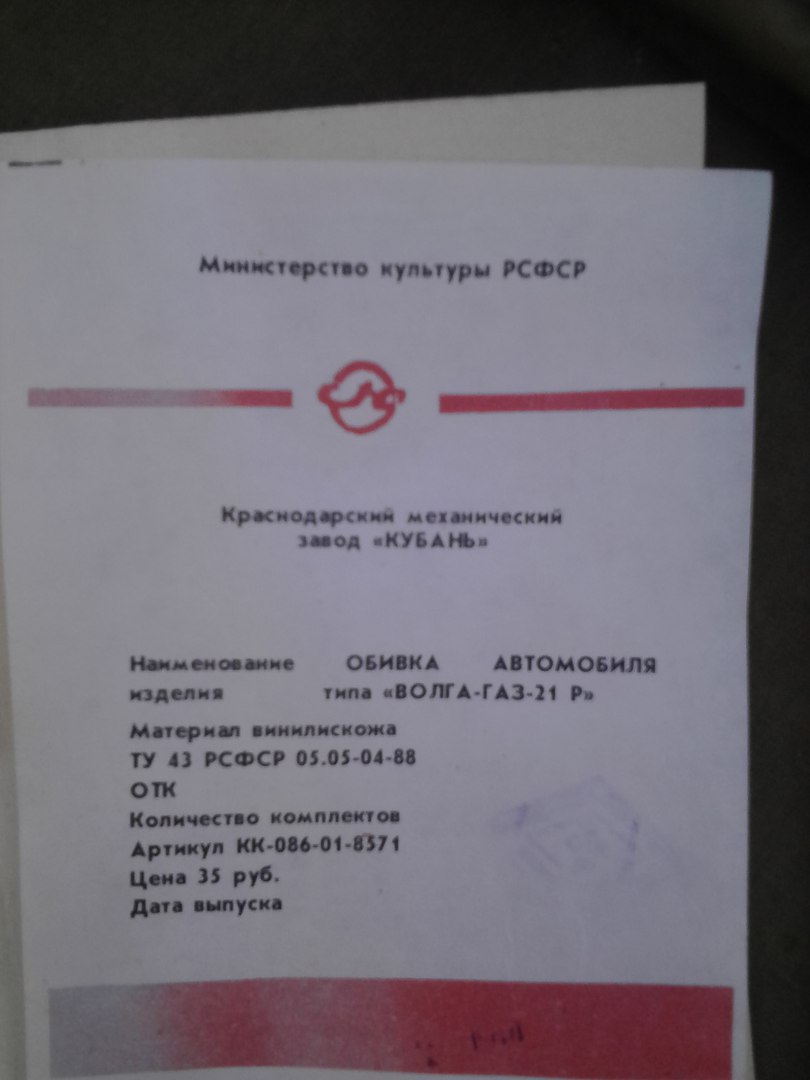 Министерство культуры РСФСР
Краснодарский механический
завод «КУБАНЬ»
Наименование ОБИВКА АВТОМОБИЛЯ
изделия типа «ВОЛГА-ГАЗ-21 Р»
Материал винилискожа
ТУ 43 РСФСР 05.05-04-88
ОТК
Количество комплектов
Артикул КК-086-01-8571
Цена 35 руб.
Дата выпуска